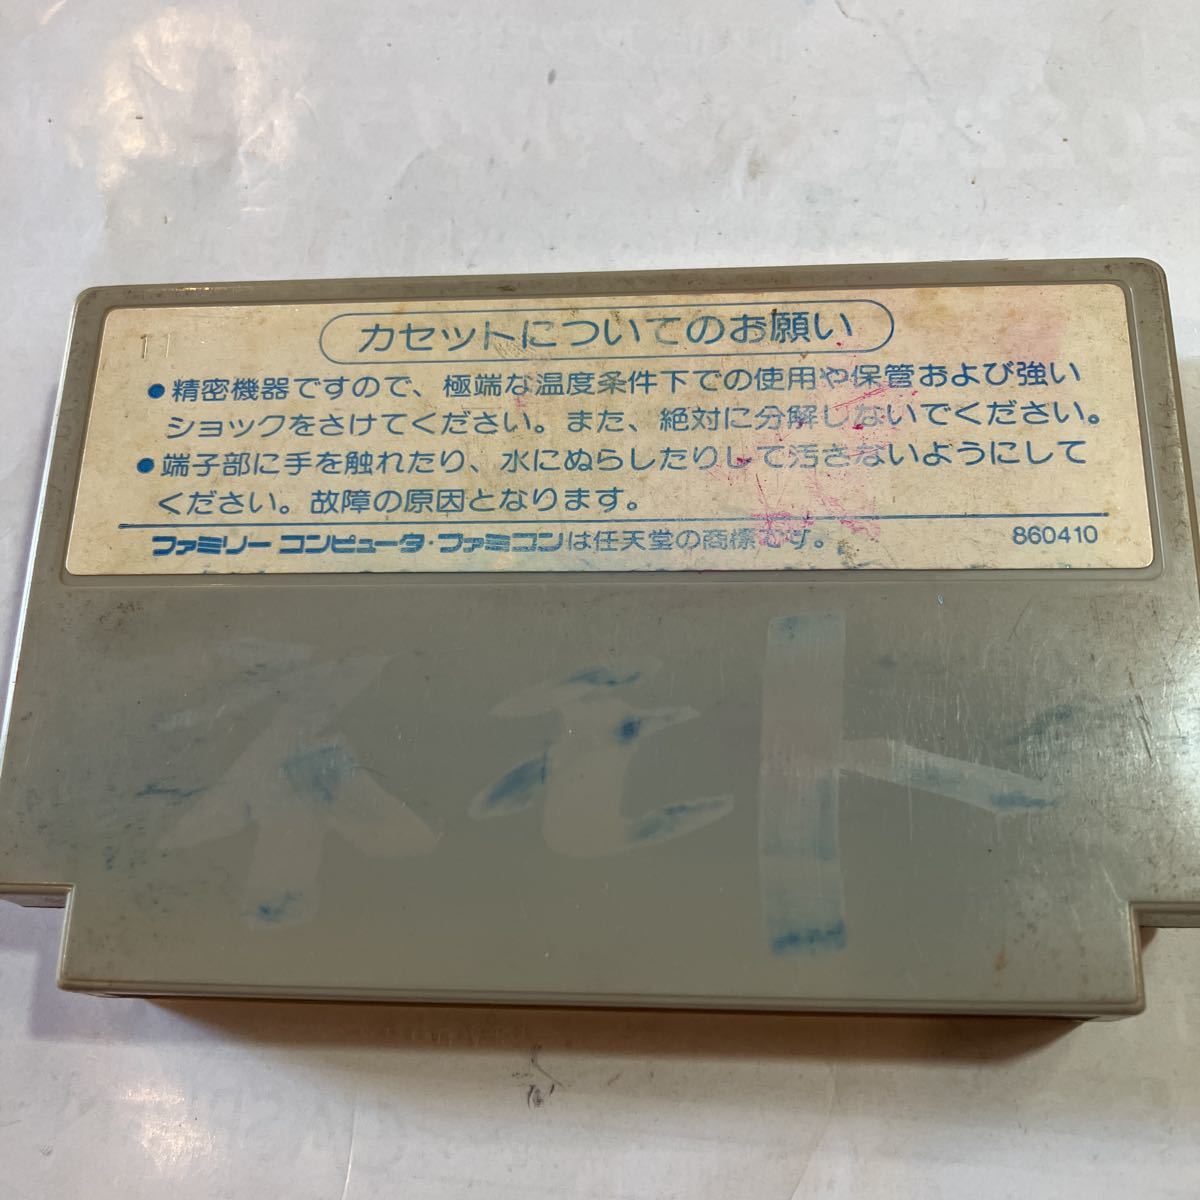 11
カセットについてのお願い
●精密機器ですので、極端な温度条件下での使用や保管および強い
ショックをさけてください。また、絶対に分解しないでください。
●端子部に手を触れたり、水にぬらしたりして汚さないようにして
ください。故障の原因となります。
ファミリーコンピュータ・ファミコンは任天堂の商標です。 860410